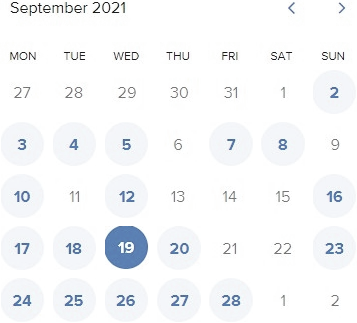 September 2021
MON TUE WED THU FRI SAT SUN
27 28 29 30 31 1 2
3 4 5 6 7 8 9
10 11 12 13 14 15 16
17 18 19 20 21 22 23
24 25 26 27 28 1 2